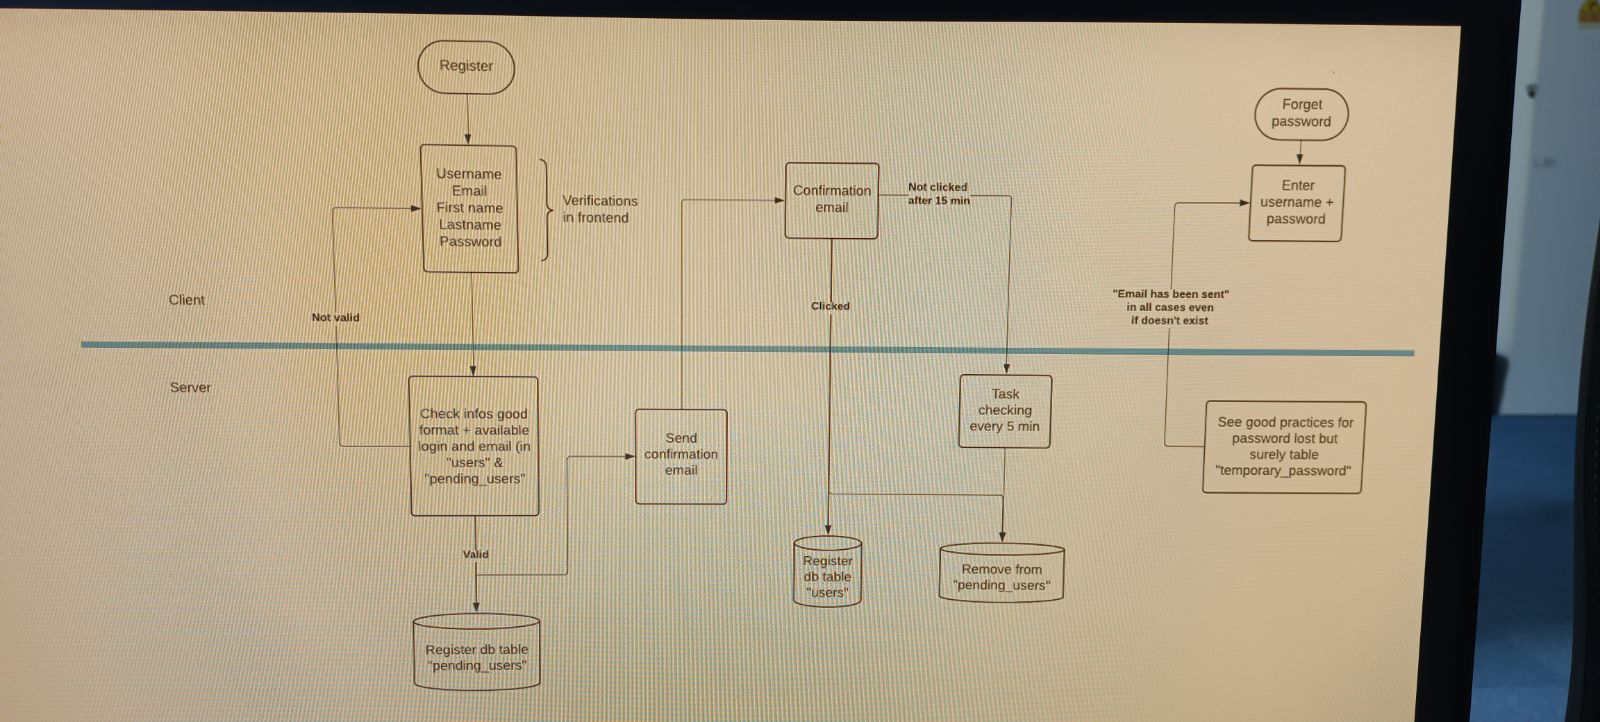 Register
Username
Email
First name
Lastname
Password
Verifications
in frontend
Confirmation
email
Not clicked
after 15 min
Forget
password
Enter
username +
password
Client
Not valid
Clicked
"Email has been sent"
in all cases even
if doesn't exist
Server
Check infos good
format + available
login and email (in
"users" &
"pending_users"
Send
confirmation
email
Task
checking
every 5 min
See good practices for
password lost but
surely table
"temporary_password"
Valid
Register db table
"pending_users"
Register
db table
"users"
Remove from
"pending_users"